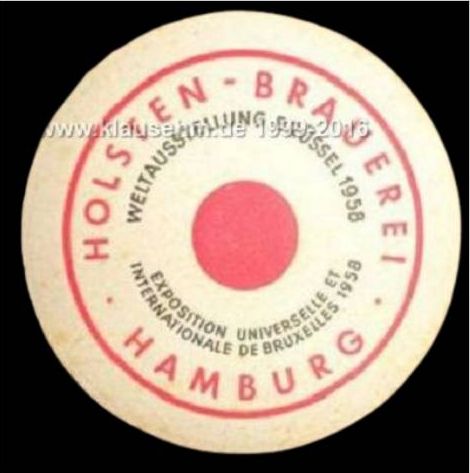 HOLSTEN-BRAUEREI
WELTAUSSTELLUNG BRÜSSEL 1958
www.klausehm.de 1999-2016
EXPOSITION UNIVERSELLE ET
INTERNATIONALE DE BRUXELLES 1958
· HAMBURG ·